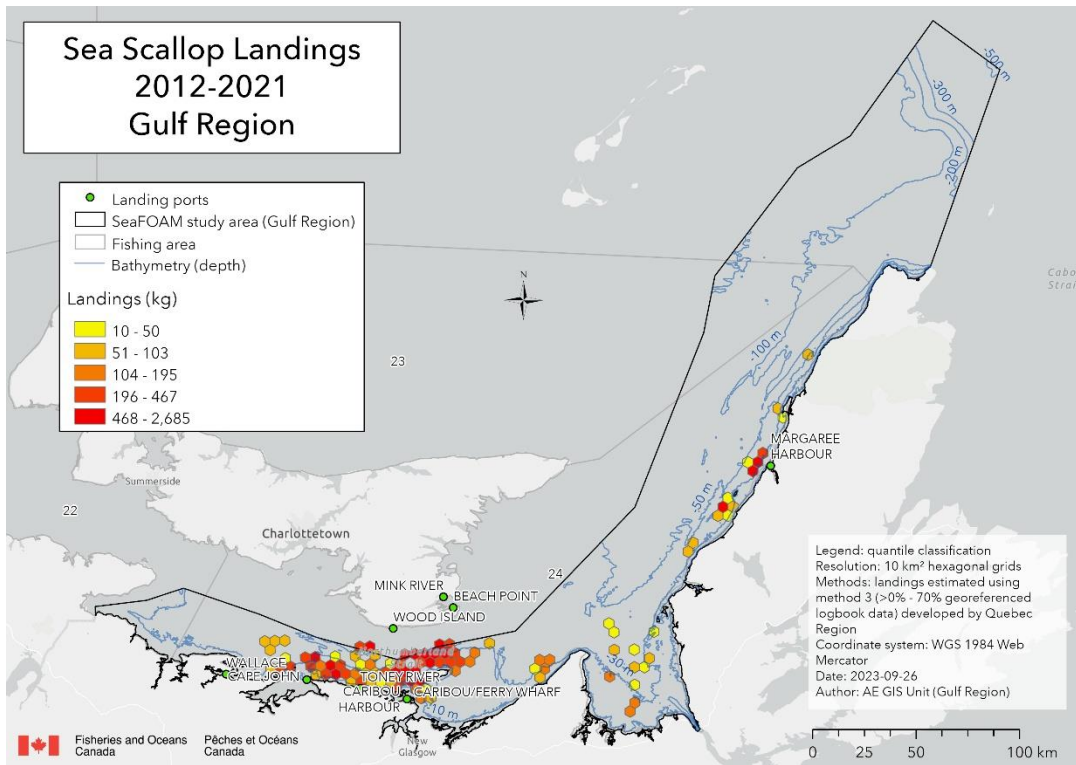 Sea Scallop Landings
2012-2021
Gulf Region
Landing ports
SeaFOAM study area (Gulf Region)
Fishing area
Bathymetry (depth)
Landings (kg)
10 - 50
51 - 103
104 - 195
196 - 467
468 - 2,685
N
-500 m
-300 m
-200 m
-100 m
-50 m
-30 m
-10 m
23
22
24
Summerside
Charlottetown
MARGAREE
HARBOUR
MINK RIVER
BEACH POINT
WOOD ISLAND
WALLACE
CAPE JOHN
TONEY RIVER
CARIBOU
HARBOUR
CARIBOU/FERRY WHARF
New
Glasgow
Legend: quantile classification
Resolution: 10 km² hexagonal grids
Methods: landings estimated using
method 3 (>0% - 70% georeferenced
logbook data) developed by Quebec
Region
Coordinate system: WGS 1984 Web
Mercator
Date: 2023-09-26
Author: AE GIS Unit (Gulf Region)
0 25 50 100 km
Fisheries and Oceans Pêches et Océans
Canada Canada